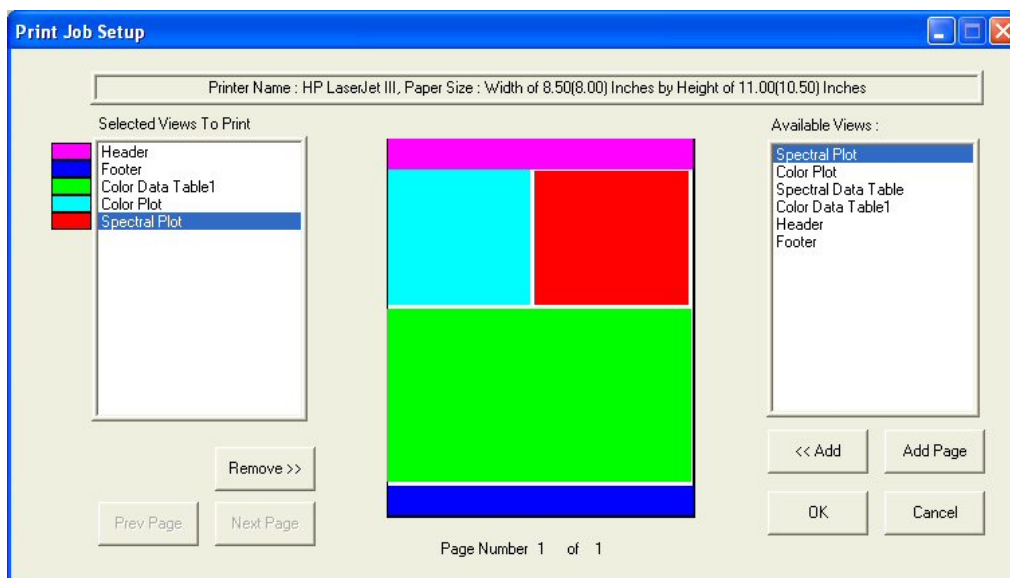 Print Job Setup
Printer Name : HP LaserJet III, Paper Size : Width of 8.50(8.00) Inches by Height of 11.00(10.50) Inches
Selected Views To Print
Header
Footer
Color Data Table1
Color Plot
Spectral Plot
Available Views :
Spectral Plot
Color Plot
Spectral Data Table
Color Data Table1
Header
Footer
Remove >>
Prev Page
Next Page
<< Add
Add Page
OK
Cancel
Page Number 1 of 1